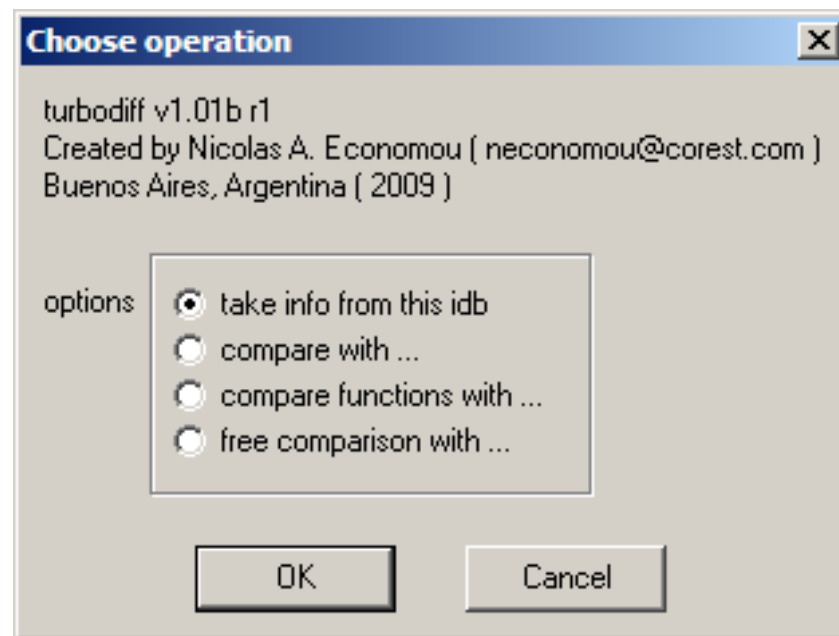 Choose operation
turbodiff v1.01b r1
Created by Nicolas A. Economou ( neconomou@corest.com )
Buenos Aires, Argentina ( 2009 )
options
take info from this idb
compare with ...
compare functions with ...
free comparison with ...
OK
Cancel